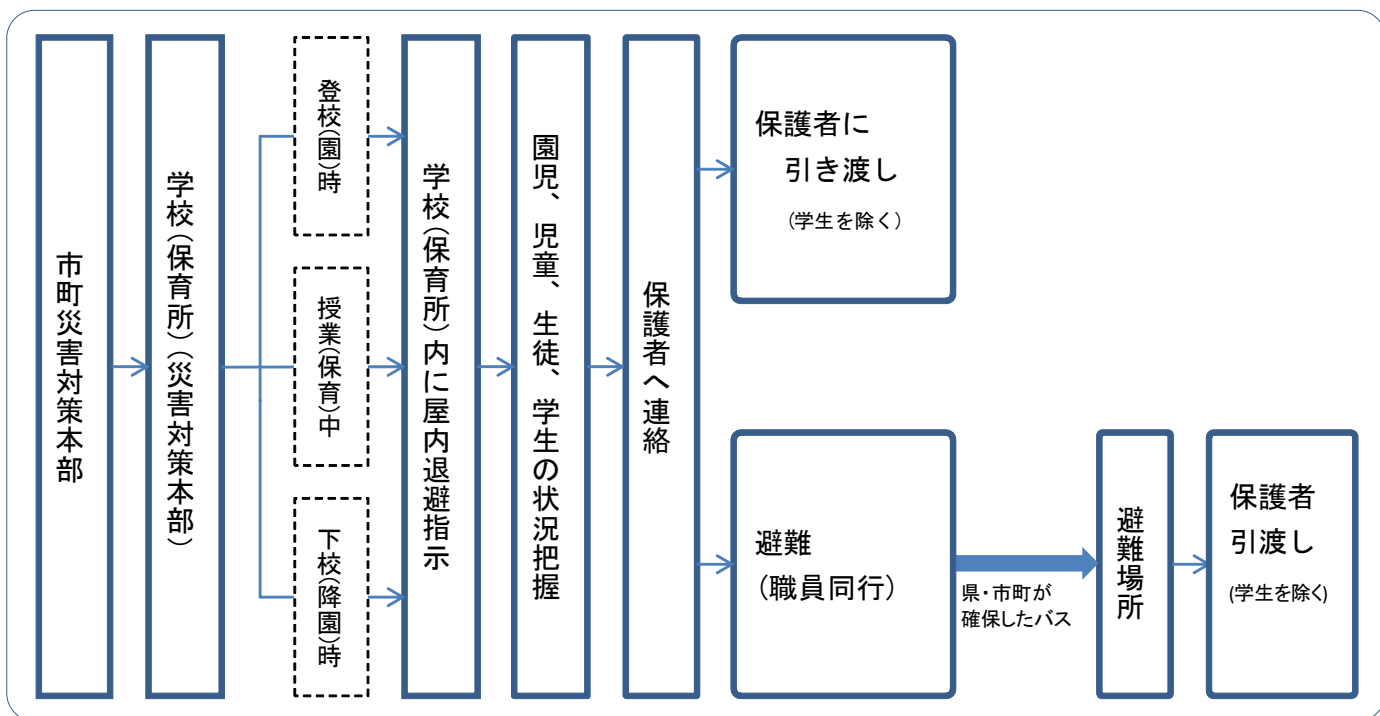 市町災害対策本部
学校(保育所)(災害対策本部)
登校(園)時
授業(保育)中
下校(降園)時
学校(保育所)内に屋内退避指示
園児、児童、生徒、学生の状況把握
保護者へ連絡
保護者に
引き渡し
(学生を除く)
避難
(職員同行)
県・市町が
確保したバス
避難場所
保護者
引渡し
(学生を除く)